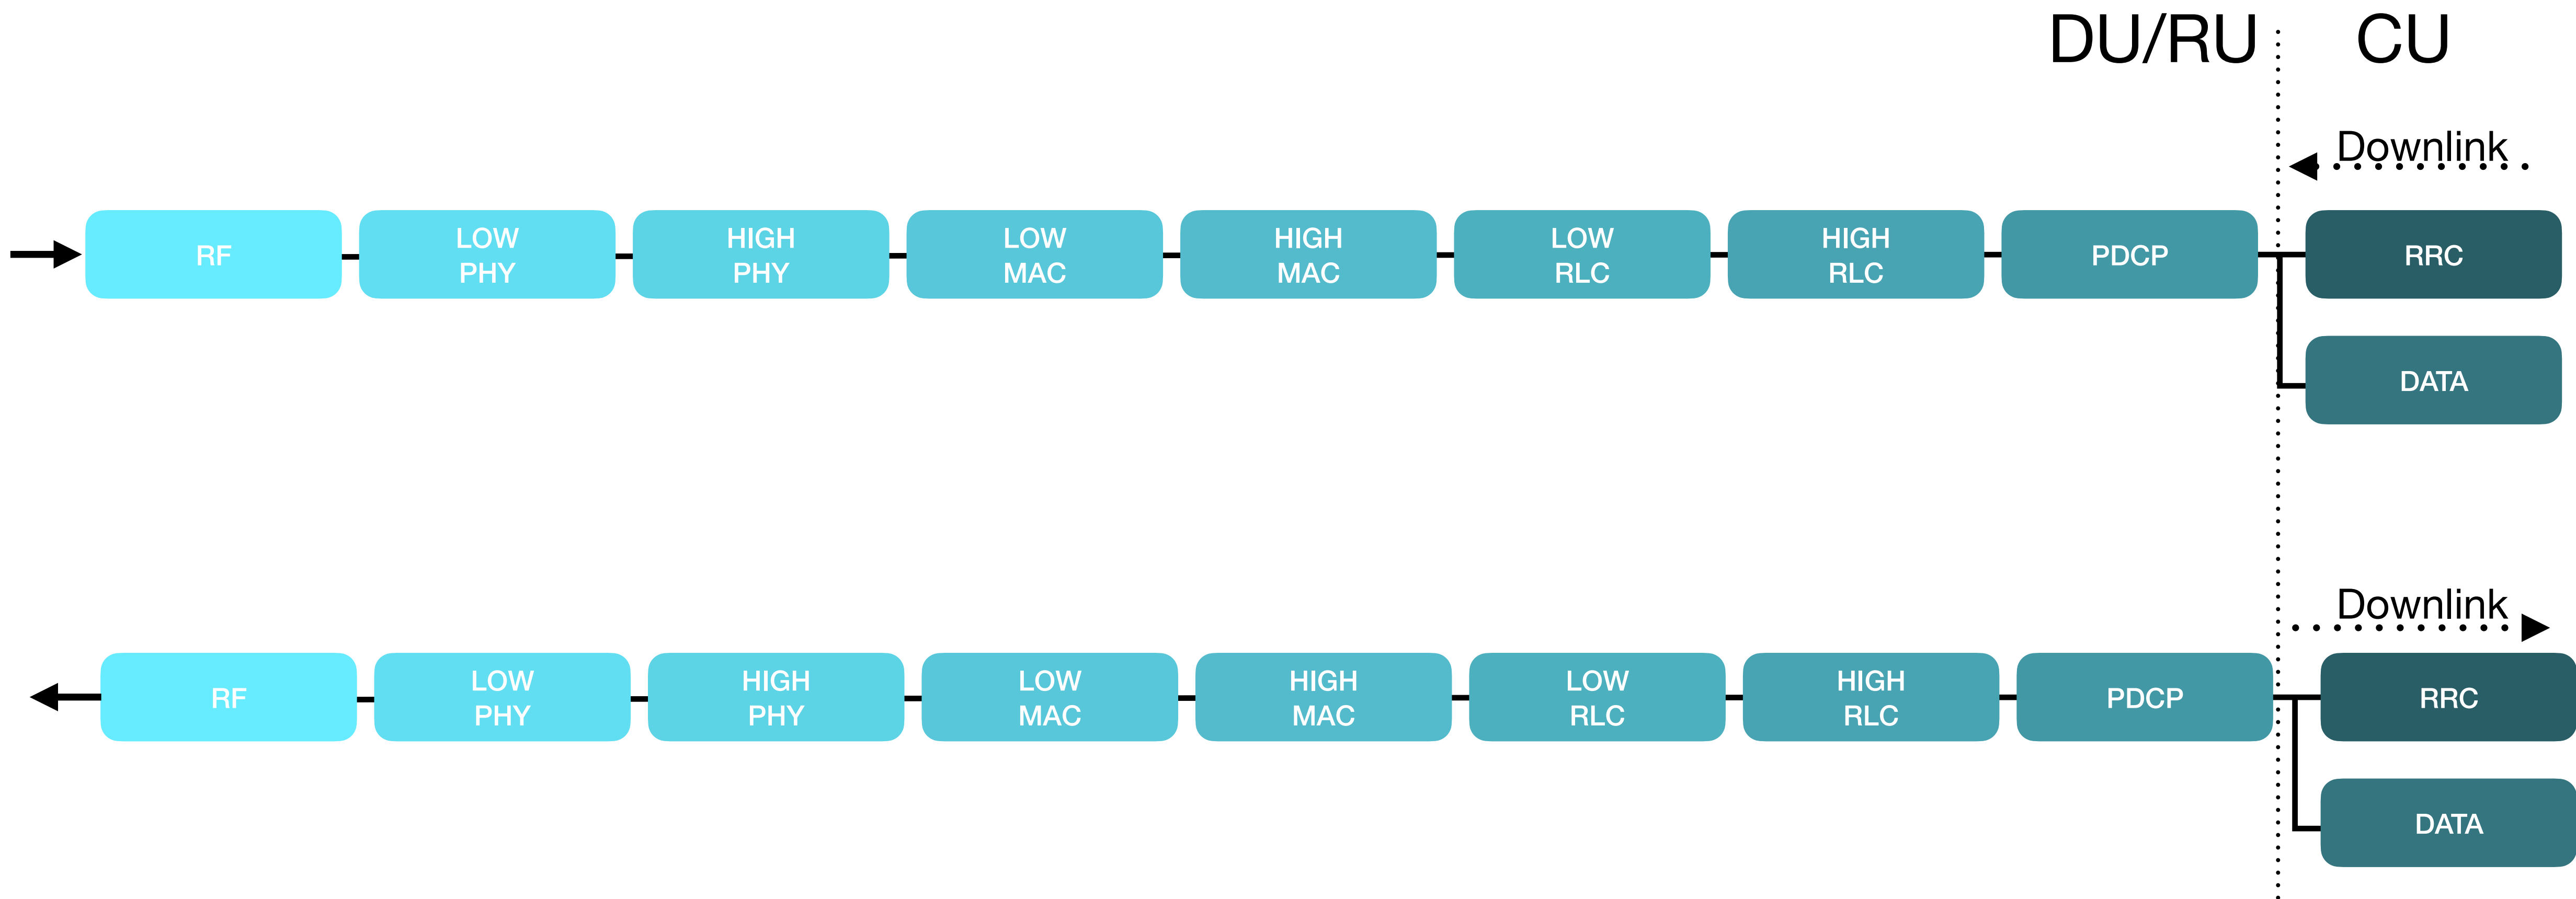 DU/RU
CU
Downlink
RF
LOW
PHY
HIGH
PHY
LOW
MAC
HIGH
MAC
LOW
RLC
HIGH
RLC
PDCP
RRC
DATA
Downlink
RF
LOW
PHY
HIGH
PHY
LOW
MAC
HIGH
MAC
LOW
RLC
HIGH
RLC
PDCP
RRC
DATA